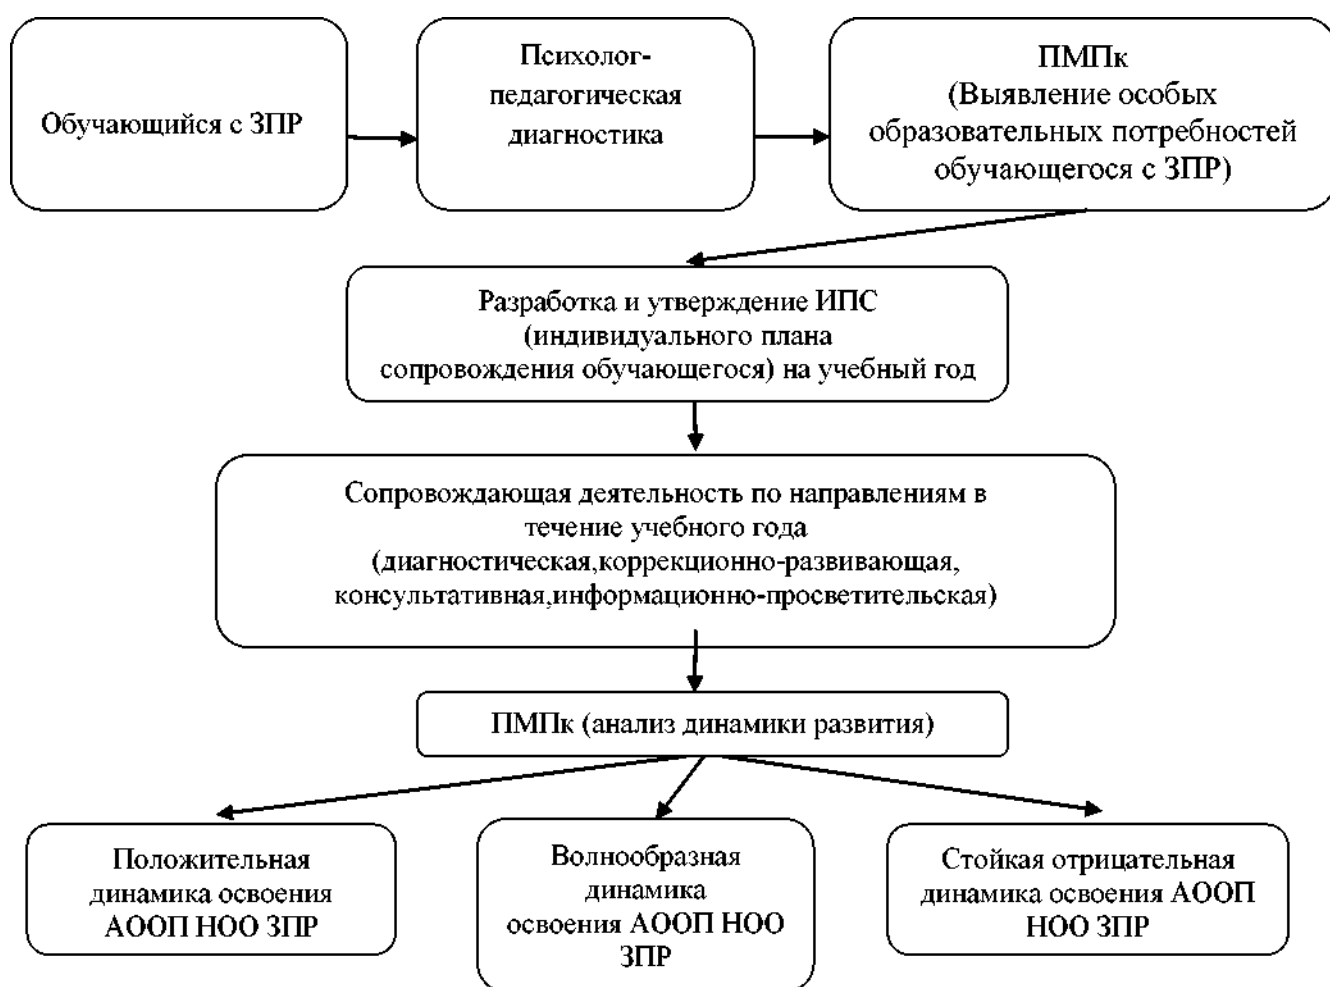 Обучающийся с ЗПР
Психолог-
педагогическая
диагностика
ПМПк
(Выявление особых
образовательных потребностей
обучающегося с ЗПР)
Разработка и утверждение ИПС
(индивидуального плана
сопровождения обучающегося) на учебный год
Сопровождающая деятельность по направлениям в
течение учебного года
(диагностическая,коррекционно-развивающая,
консультативная,информационно-просветительская)
ПМПк (анализ динамики развития)
Положительная
динамика освоения
АООП НОО ЗПР
Волнообразная
динамика
освоения АООП НОО
ЗПР
Стойкая отрицательная
динамика освоения АООП
НОО ЗПР